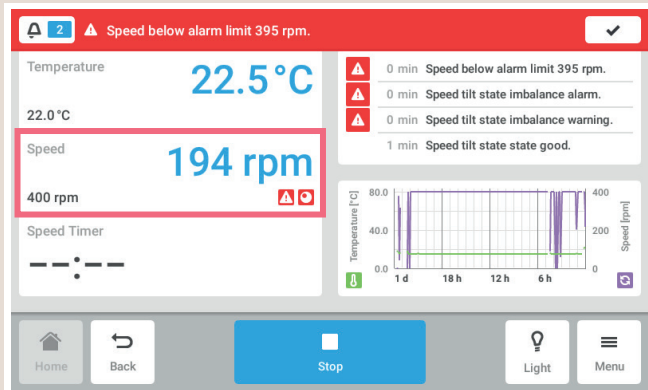 2
Speed below alarm limit 395 rpm.
Temperature
22.5 °C
22.0 °C
Speed
194 rpm
400 rpm
Speed Timer
--:--
0 min Speed below alarm limit 395 rpm.
0 min Speed tilt state imbalance alarm.
0 min Speed tilt state imbalance warning.
1 min Speed tilt state state good.
Temperature [°C]
80.0
40.0
0.0
400
200
0
Speed [rpm]
1 d 18 h 12 h 6 h
Home
Back
Stop
Light
Menu